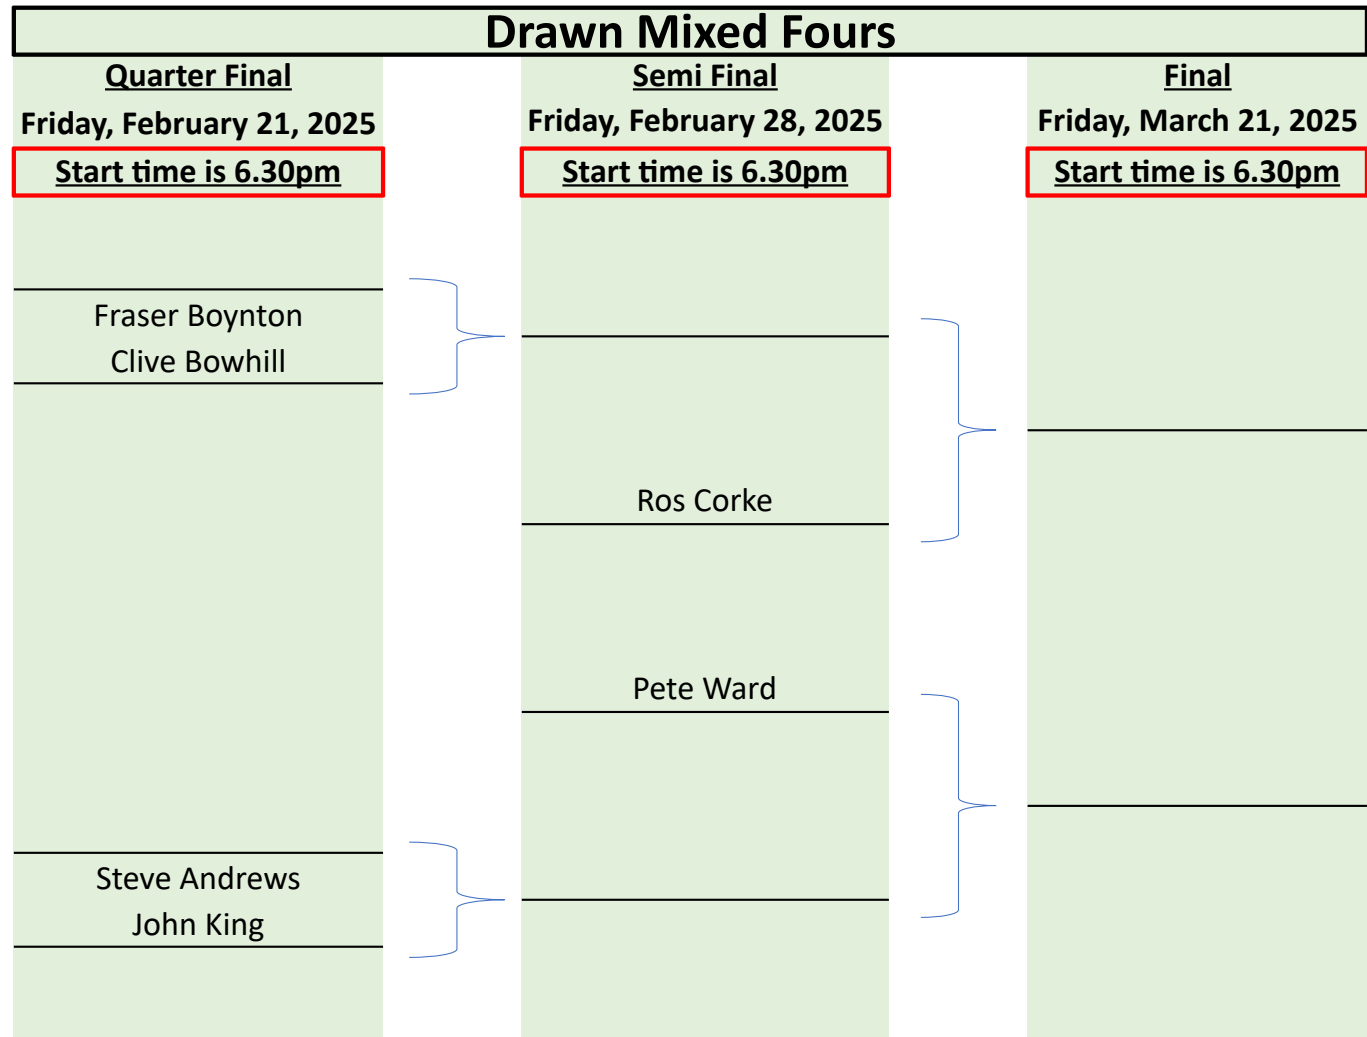 Drawn Mixed Fours
Quarter Final
Friday, February 21, 2025
Start time is 6.30pm
Fraser Boynton
Clive Bowhill
Steve Andrews
John King
Semi Final
Friday, February 28, 2025
Start time is 6.30pm
Ros Corke
Pete Ward
Final
Friday, March 21, 2025
Start time is 6.30pm